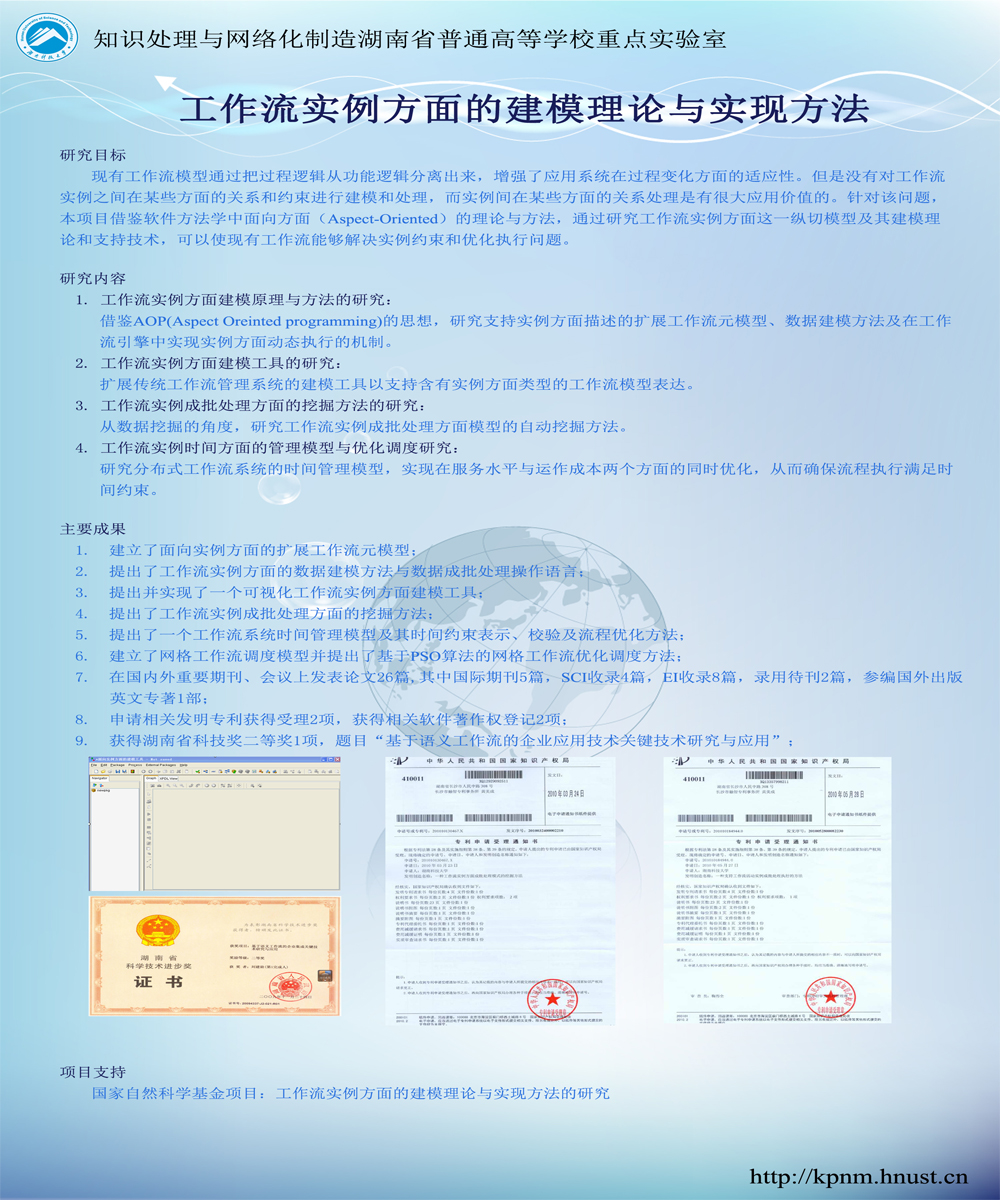 知识处理与网络化制造湖南省普通高等学校重点实验室
工作流实例方面的建模理论与实现方法
研究目标
现有工作流模型通过把过程逻辑从功能逻辑分离出来，增强了应用系统在过程变化方面的适应性。但是没有对工作流
实例之间在某些方面的关系和约束进行建模和处理，而实例间在某些方面的关系处理是有很大应用价值的。针对该问题，
本项目借鉴软件方法学中面向方面（Aspect-Oriented）的理论与方法，通过研究工作流实例方面这一纵切模型及其建模理
论和支持技术，可以使现有工作流能够解决实例约束和优化执行问题。
研究内容
1. 工作流实例方面建模原理与方法的研究：
借鉴AOP(Aspect Oreinted programming)的思想，研究支持实例方面描述的扩展工作流元模型、数据建模方法及在工作
流引擎中实现实例方面动态执行的机制。
2. 工作流实例方面建模工具的研究：
扩展传统工作流管理系统的建模工具以支持含有实例方面类型的工作流模型表达。
3. 工作流实例成批处理方面的挖掘方法的研究：
从数据挖掘的角度，研究工作流实例成批处理方面模型的自动挖掘方法。
4. 工作流实例时间方面的管理模型与优化调度研究：
研究分布式工作流系统的时间管理模型，实现在服务水平与运作成本两个方面的同时优化，从而确保流程执行满足时
间约束。
主要成果
1. 建立了面向实例方面的扩展工作流元模型；
2. 提出了工作流实例方面的数据建模方法与数据成批处理操作语言；
3. 提出并实现了一个可视化工作流实例方面建模工具；
4. 提出了工作流实例成批处理方面的挖掘方法；
5. 提出了一个工作流系统时间管理模型及其时间约束表示、校验及流程优化方法；
6. 建立了网格工作流调度模型并提出了基于PSO算法的网格工作流优化调度方法；
7. 在国内外重要期刊、会议上发表论文26篇，其中国际期刊5篇，SCI收录4篇，EI收录8篇，录用待刊2篇，参编国外出版
英文专著1部；
8. 申请相关发明专利获得受理2项，获得相关软件著作权登记2项；
9. 获得湖南省科技奖二等奖1项，题目“基于语义工作流的企业应用技术关键技术研究与应用”；
中华人民共和国国家知识产权局
410011
2010年03月24日
专利申请受理通知书
中华人民共和国国家知识产权局
410011
2010年05月28日
专利申请受理通知书
湖南省
科学技术进步奖
证书
项目支持
国家自然科学基金项目：工作流实例方面的建模理论与实现方法的研究
http://kpnm.hnust.cn